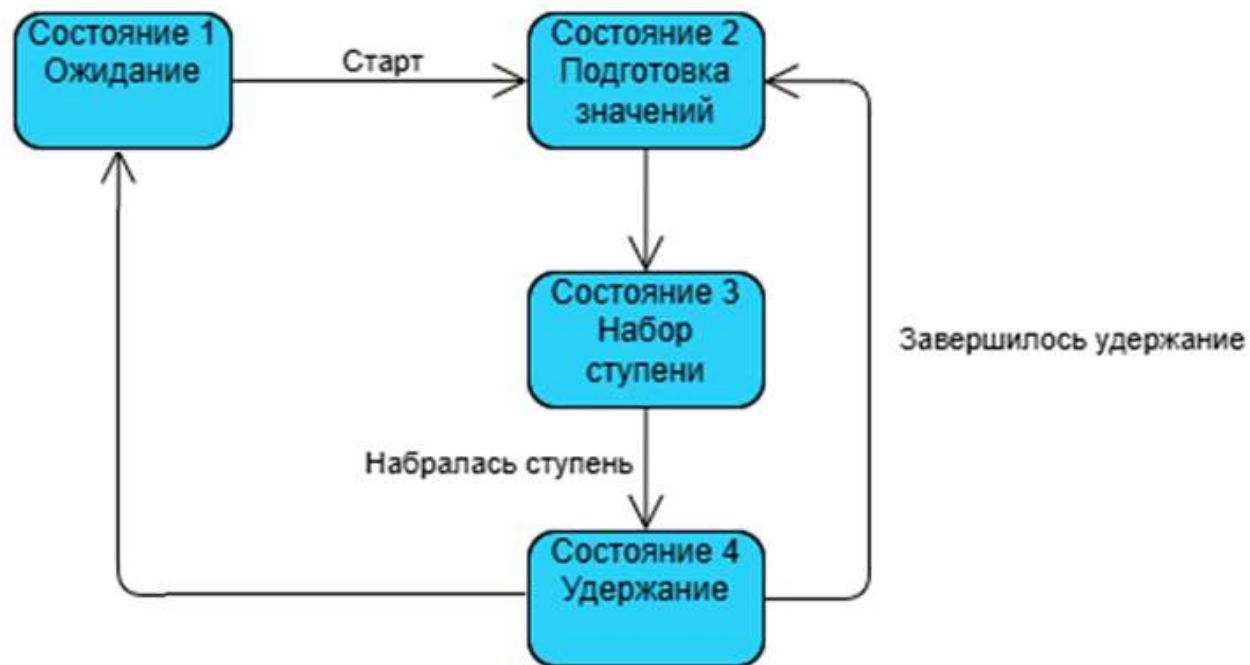 Состояние 1
Ожидание
Старт
Состояние 2
Подготовка
значений
Состояние 3
Набор
ступени
Завершилось удержание
Набралась ступень
Состояние 4
Удержание